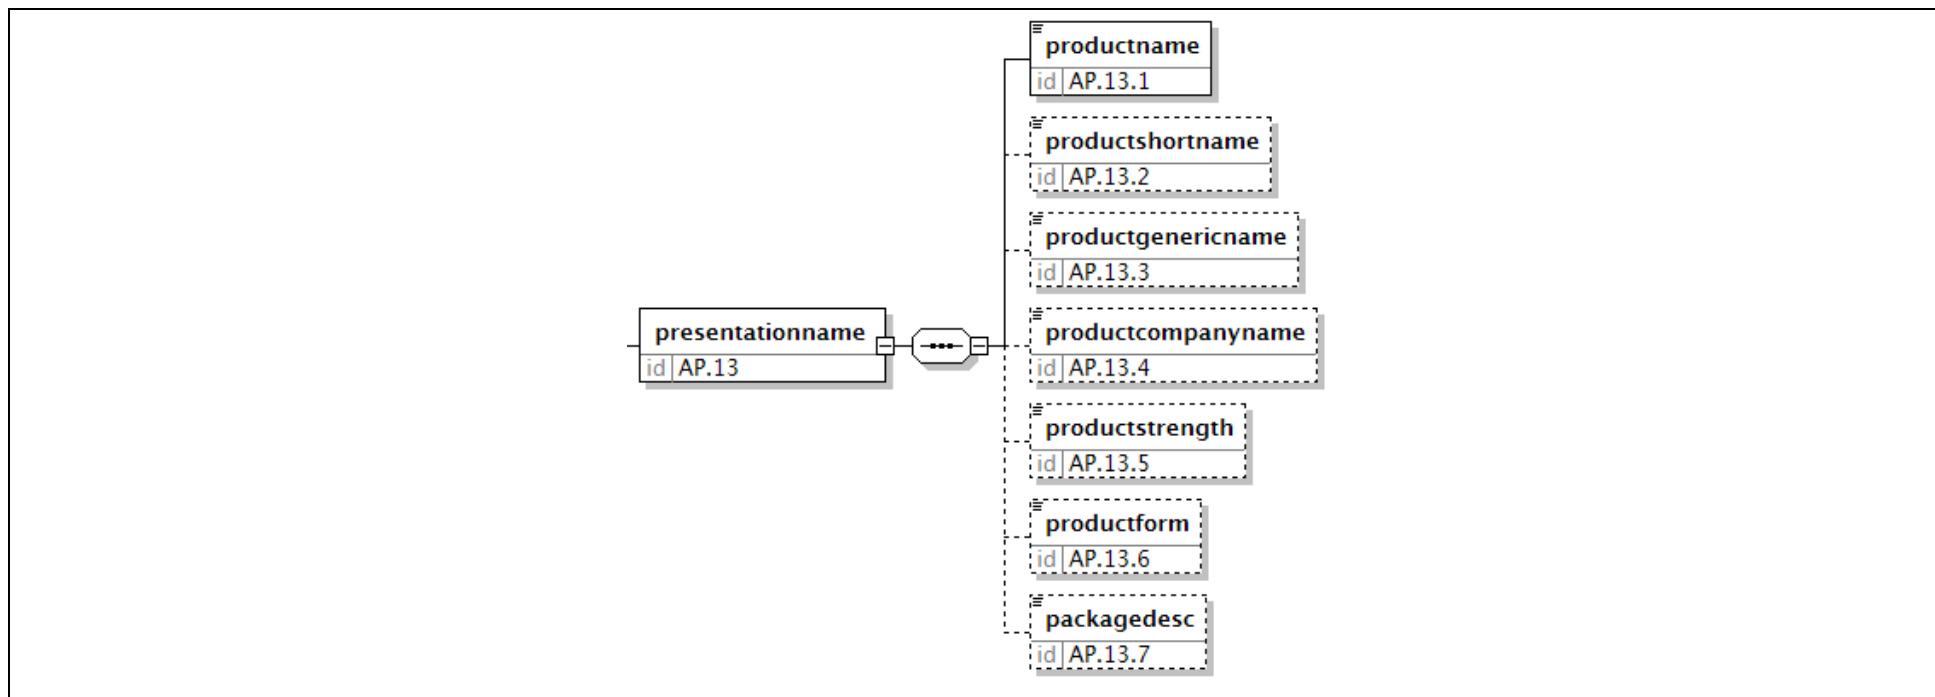 productname
id AP.13.1
productshortname
id AP.13.2
productgenericname
id AP.13.3
presentationname
id AP.13
productcompanyname
id AP.13.4
productstrength
id AP.13.5
productform
id AP.13.6
packagedesc
id AP.13.7